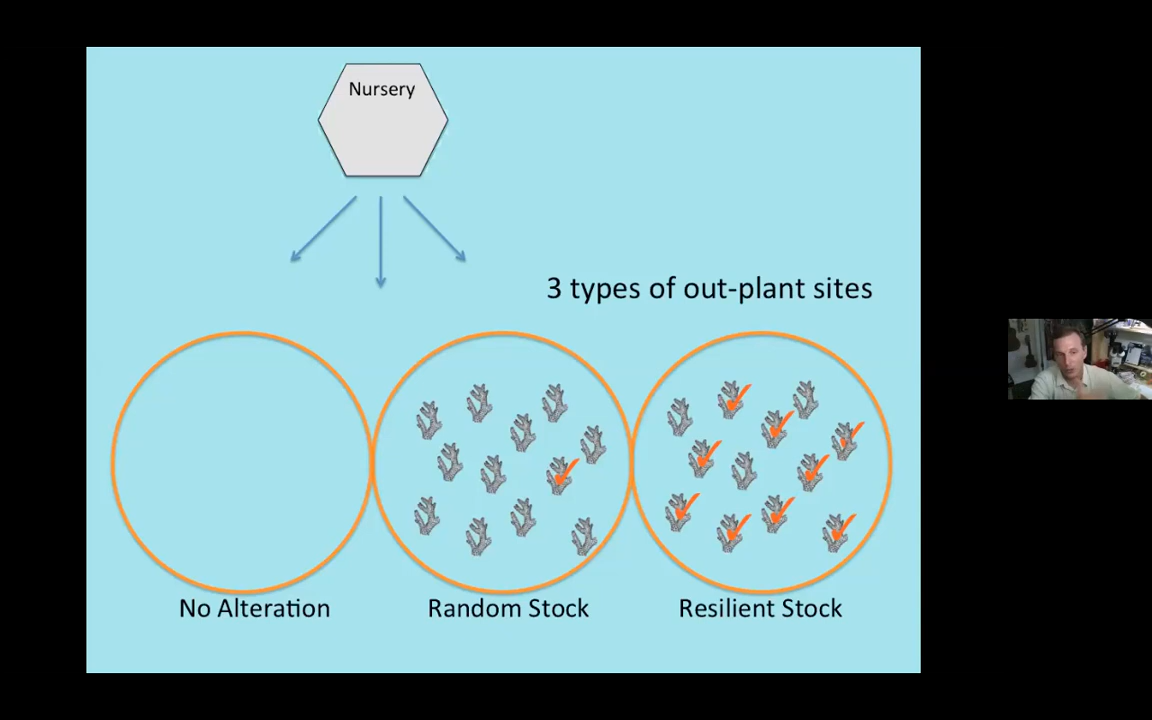 Nursery
3 types of out-plant sites
No Alteration
Random Stock
Resilient Stock